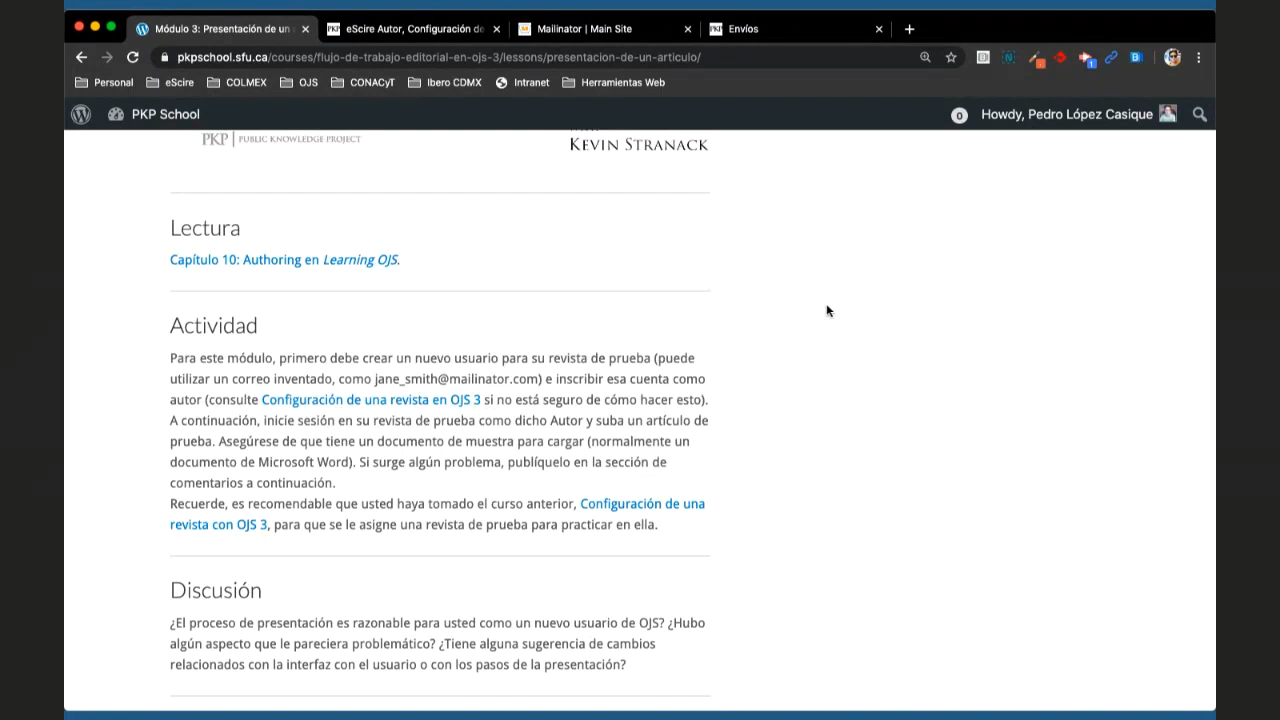 Módulo 3: Presentación de un
eScire Autor, Configuración de
Mailinator | Main Site
Envíos
pkpschool.sfu.ca/courses/flujo-de-trabajo-editorial-en-ojs-3/lessons/presentacion-de-un-articulo/
Personal eScire COLMEX OJS CONACyT Ibero CDMX Intranet Herramientas Web
PKP School
0 Howdy, Pedro López Casique
PKP | PUBLIC KNOWLEDGE PROJECT
KEVIN STRANACK
Lectura
Capítulo 10: Authoring en Learning OJS.
Actividad
Para este módulo, primero debe crear un nuevo usuario para su revista de prueba (puede
utilizar un correo inventado, como jane_smith@mailinator.com) e inscribir esa cuenta como
autor (consulte Configuración de una revista en OJS 3 si no está seguro de cómo hacer esto).
A continuación, inicie sesión en su revista de prueba como dicho Autor y suba un artículo de
prueba. Asegúrese de que tiene un documento de muestra para cargar (normalmente un
documento de Microsoft Word). Si surge algún problema, publíquelo en la sección de
comentarios a continuación.
Recuerde, es recomendable que usted haya tomado el curso anterior, Configuración de una
revista con OJS 3, para que se le asigne una revista de prueba para practicar en ella.
Discusión
¿El proceso de presentación es razonable para usted como un nuevo usuario de OJS? ¿Hubo
algún aspecto que le pareciera problemático? ¿Tiene alguna sugerencia de cambios
relacionados con la interfaz con el usuario o con los pasos de la presentación?